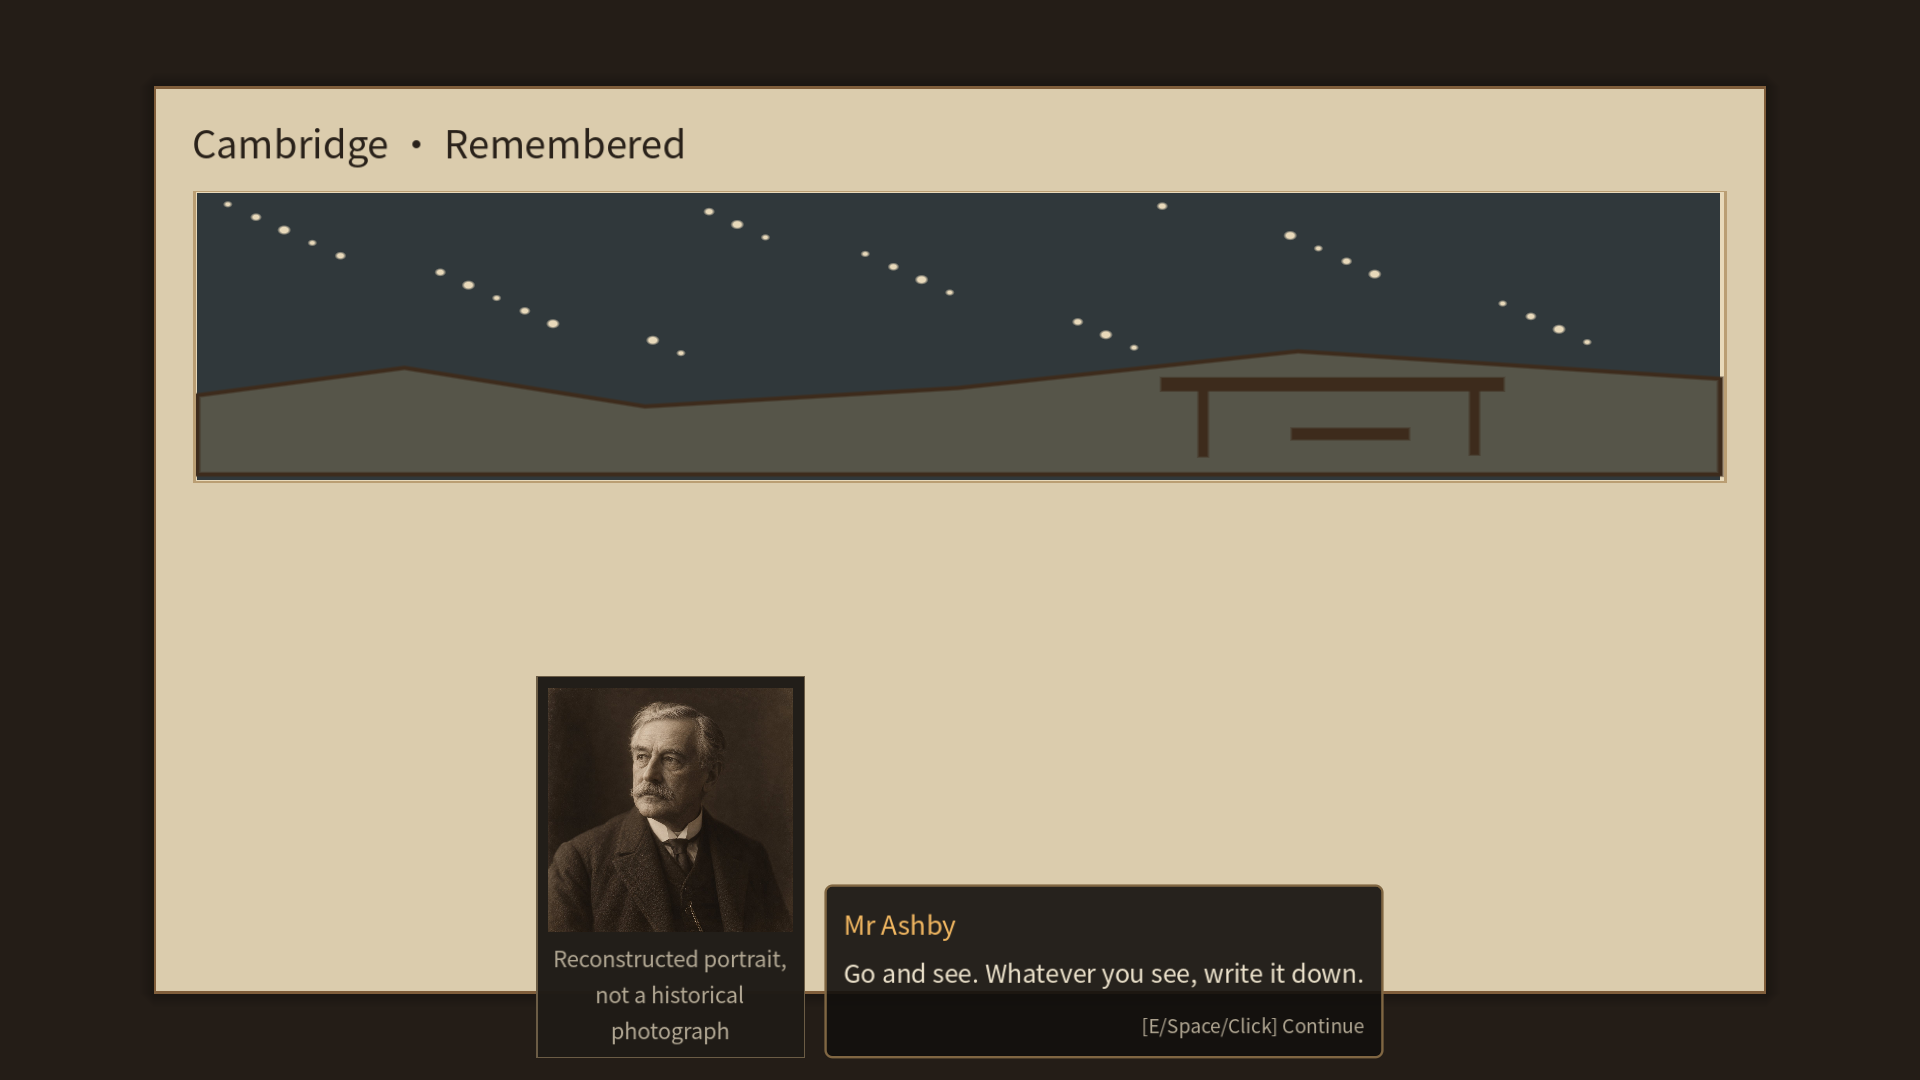 Cambridge • Remembered
Reconstructed portrait,
not a historical
photograph
Mr Ashby
Go and see. Whatever you see, write it down.
[E/Space/Click] Continue